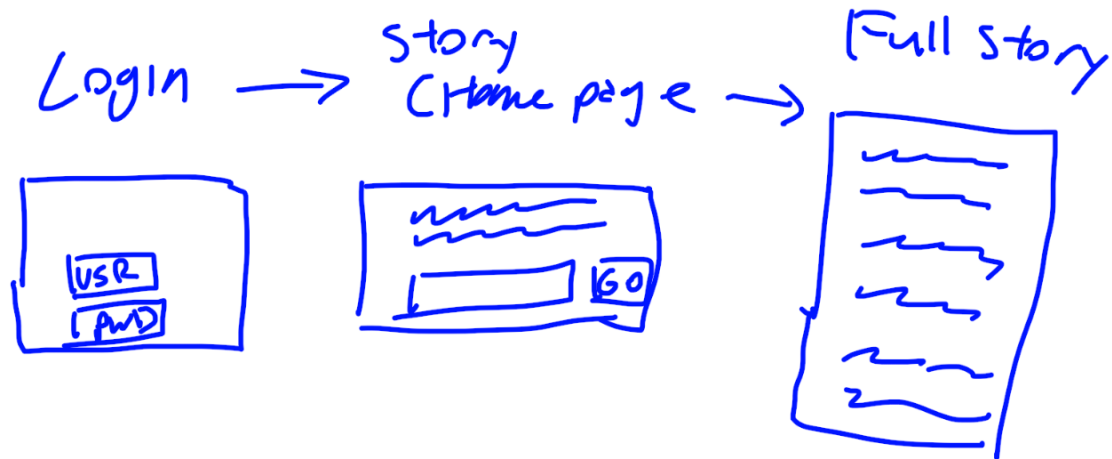 Login → Story → Full Story
(Home page
USR
PWD
GO